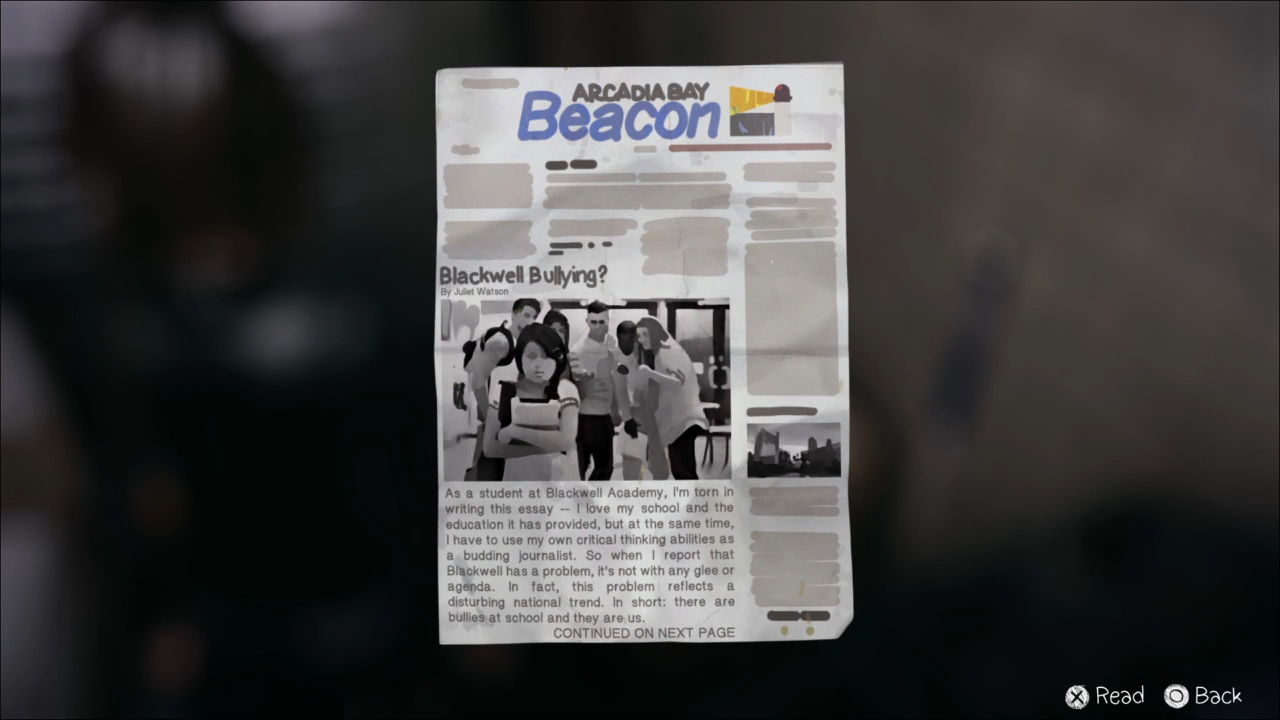 ARCADIA BAY
Beacon
Blackwell Bullying?
By Juliet Watson
As a student at Blackwell Academy, I'm torn in
writing this essay -- I love my school and the
education it has provided, but at the same time,
I have to use my own critical thinking abilities as
a budding journalist. So when I report that
Blackwell has a problem, it's not with any glee or
agenda. In fact, this problem reflects a
disturbing national trend. In short: there are
bullies at school and they are us.
CONTINUED ON NEXT PAGE
Read
Back